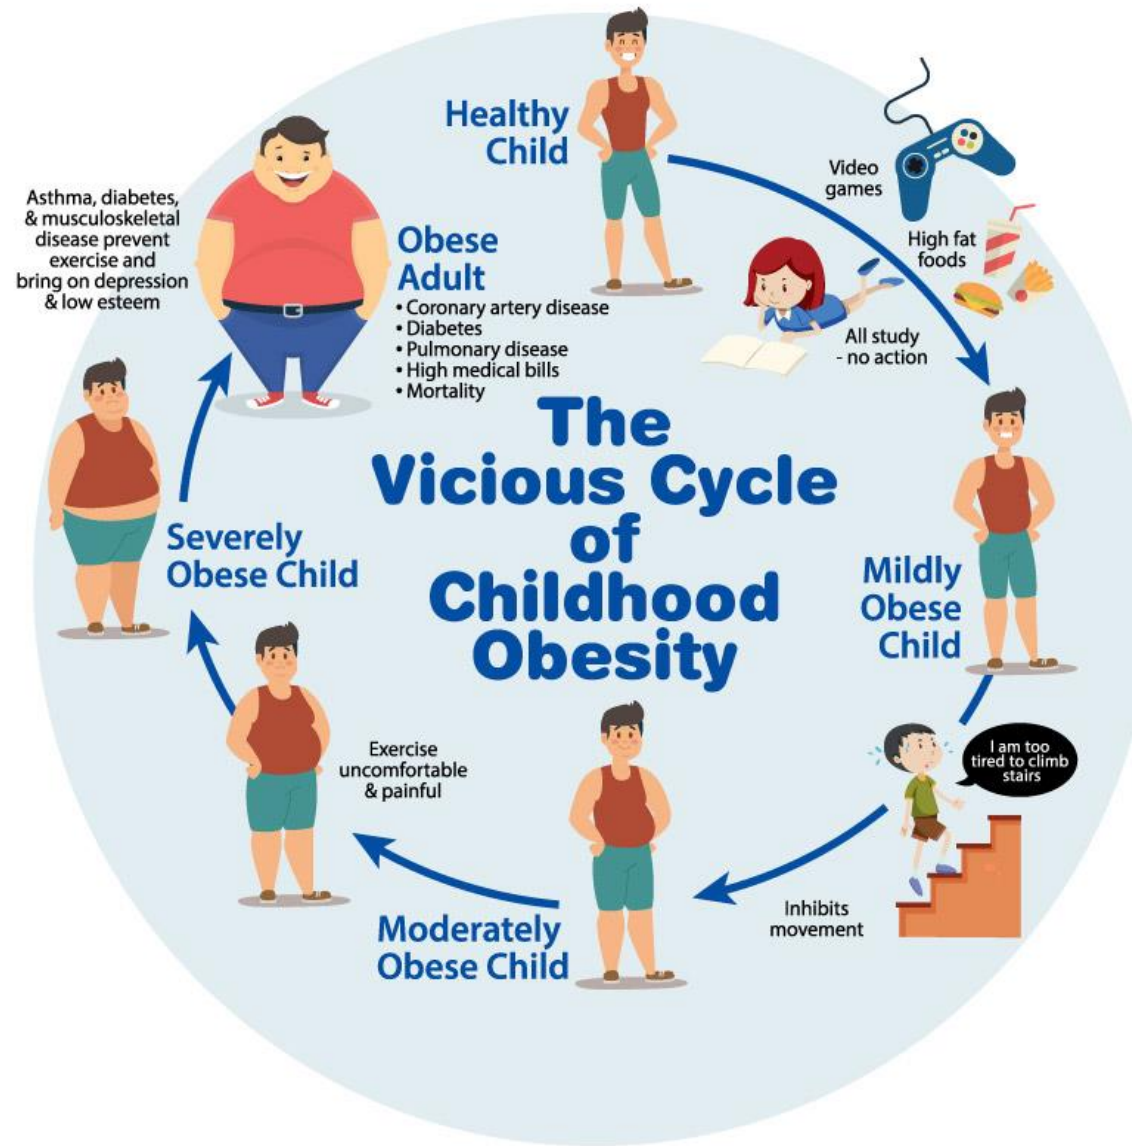 Healthy
Child
Video
games
High fat
foods
All study
- no action
Mildly
Obese
Child
I am too
tired to climb
stairs
Inhibits
movement
Moderately
Obese Child
Exercise
uncomfortable
& painful
Severely
Obese Child
Asthma, diabetes,
& musculoskeletal
disease prevent
exercise and
bring on depression
& low esteem
Obese
Adult
• Coronary artery disease
• Diabetes
• Pulmonary disease
• High medical bills
• Mortality
The
Vicious Cycle
of
Childhood
Obesity